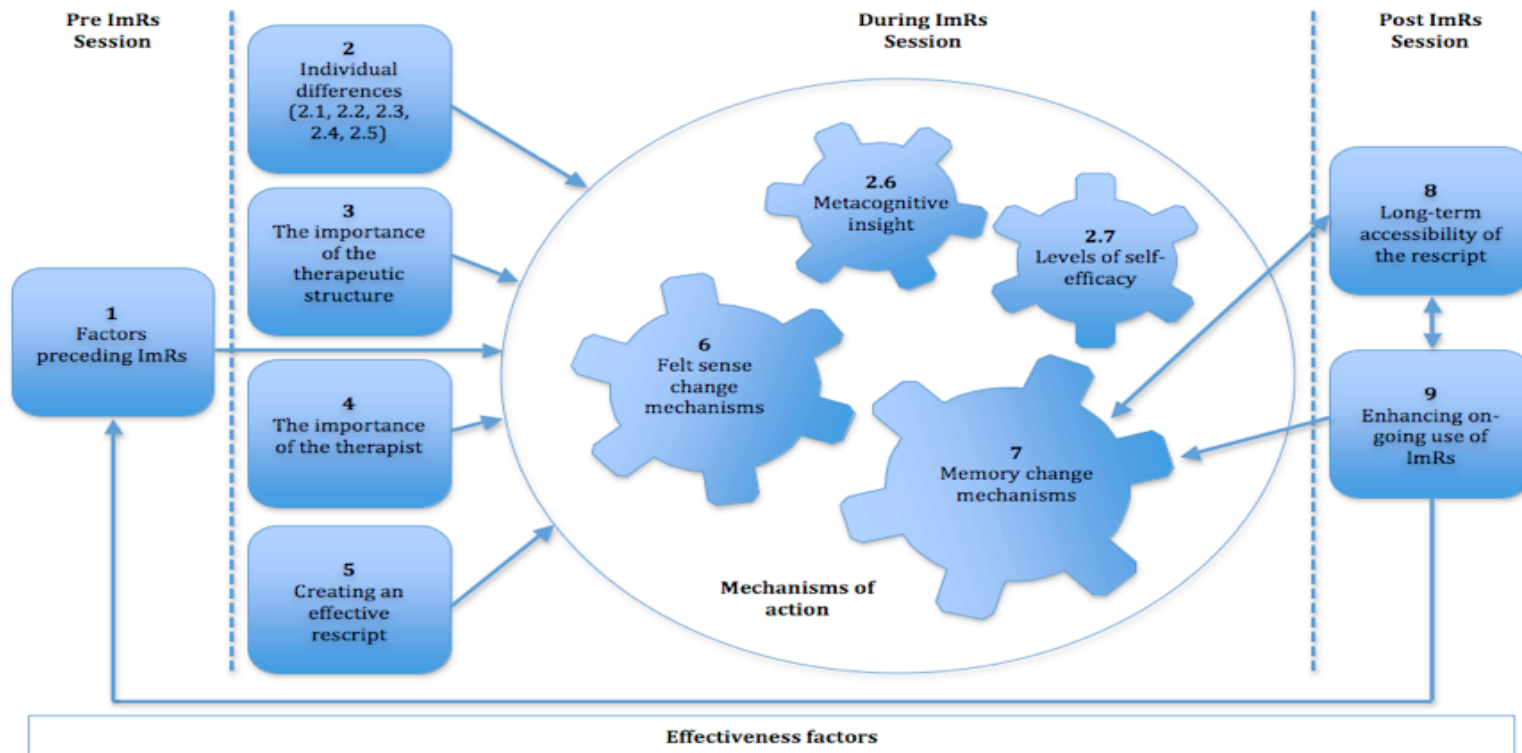 Pre ImRs
Session
During ImRs
Session
Post ImRs
Session
1
Factors
preceding ImRs
2
Individual
differences
(2.1, 2.2, 2.3,
2.4, 2.5)
3
The importance
of the
therapeutic
structure
4
The importance
of the therapist
5
Creating an
effective
rescript
2.6
Metacognitive
insight
2.7
Levels of self-
efficacy
6
Felt sense
change
mechanisms
7
Memory change
mechanisms
Mechanisms of
action
8
Long-term
accessibility of
the rescript
9
Enhancing on-
going use of
ImRs
Effectiveness factors